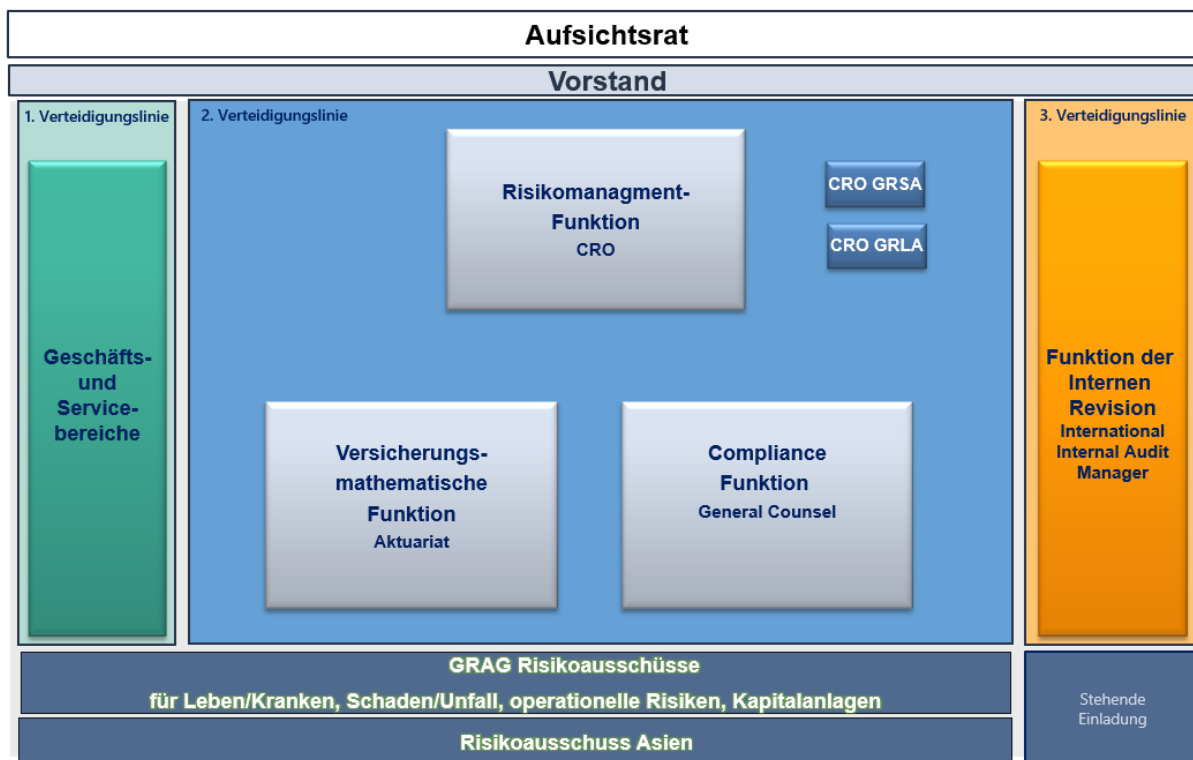 Aufsichtsrat
Vorstand
1. Verteidigungslinie
Geschäfts-
und
Service-
bereiche
2. Verteidigungslinie
Risikomanagment-
Funktion
CRO
CRO GRSA
CRO GRLA
Versicherungs-
mathematische
Funktion
Aktuariat
Compliance
Funktion
General Counsel
3. Verteidigungslinie
Funktion der
Internen
Revision
International
Internal Audit
Manager
GRAG Risikoausschüsse
für Leben/Kranken, Schaden/Unfall, operationelle Risiken, Kapitalanlagen
Risikoausschuss Asien
Stehende
Einladung